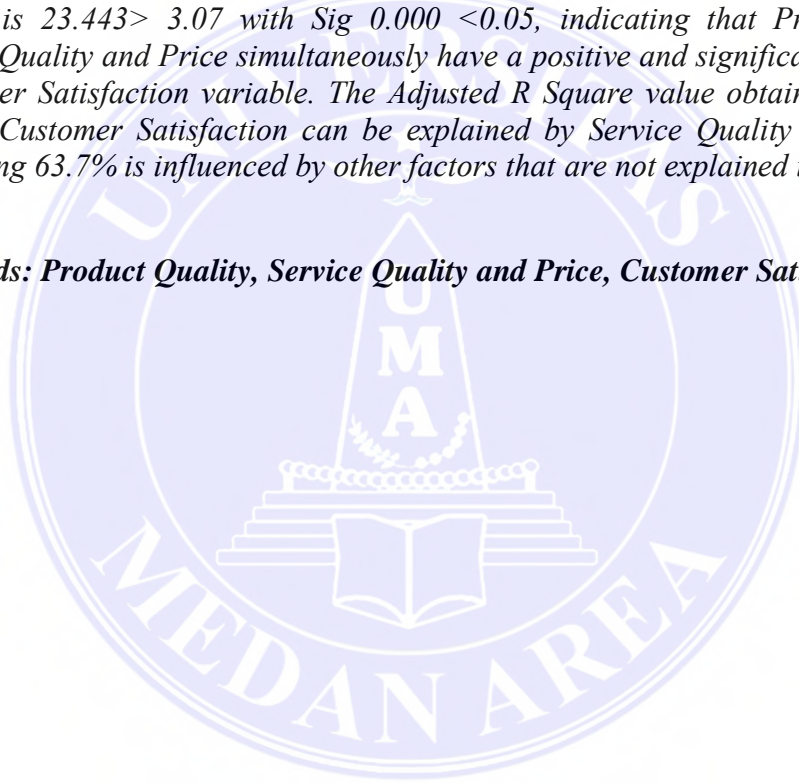 is 23.443> 3.07 with Sig 0.000 <0.05, indicating that Pr
Quality and Price simultaneously have a positive and significa
er Satisfaction variable. The Adjusted R Square value obtain
Customer Satisfaction can be explained by Service Quality
ng 63.7% is influenced by other factors that are not explained i
ds: Product Quality, Service Quality and Price, Customer Sat
UNIVERSITAS
U
M
A
MEDAN AREA